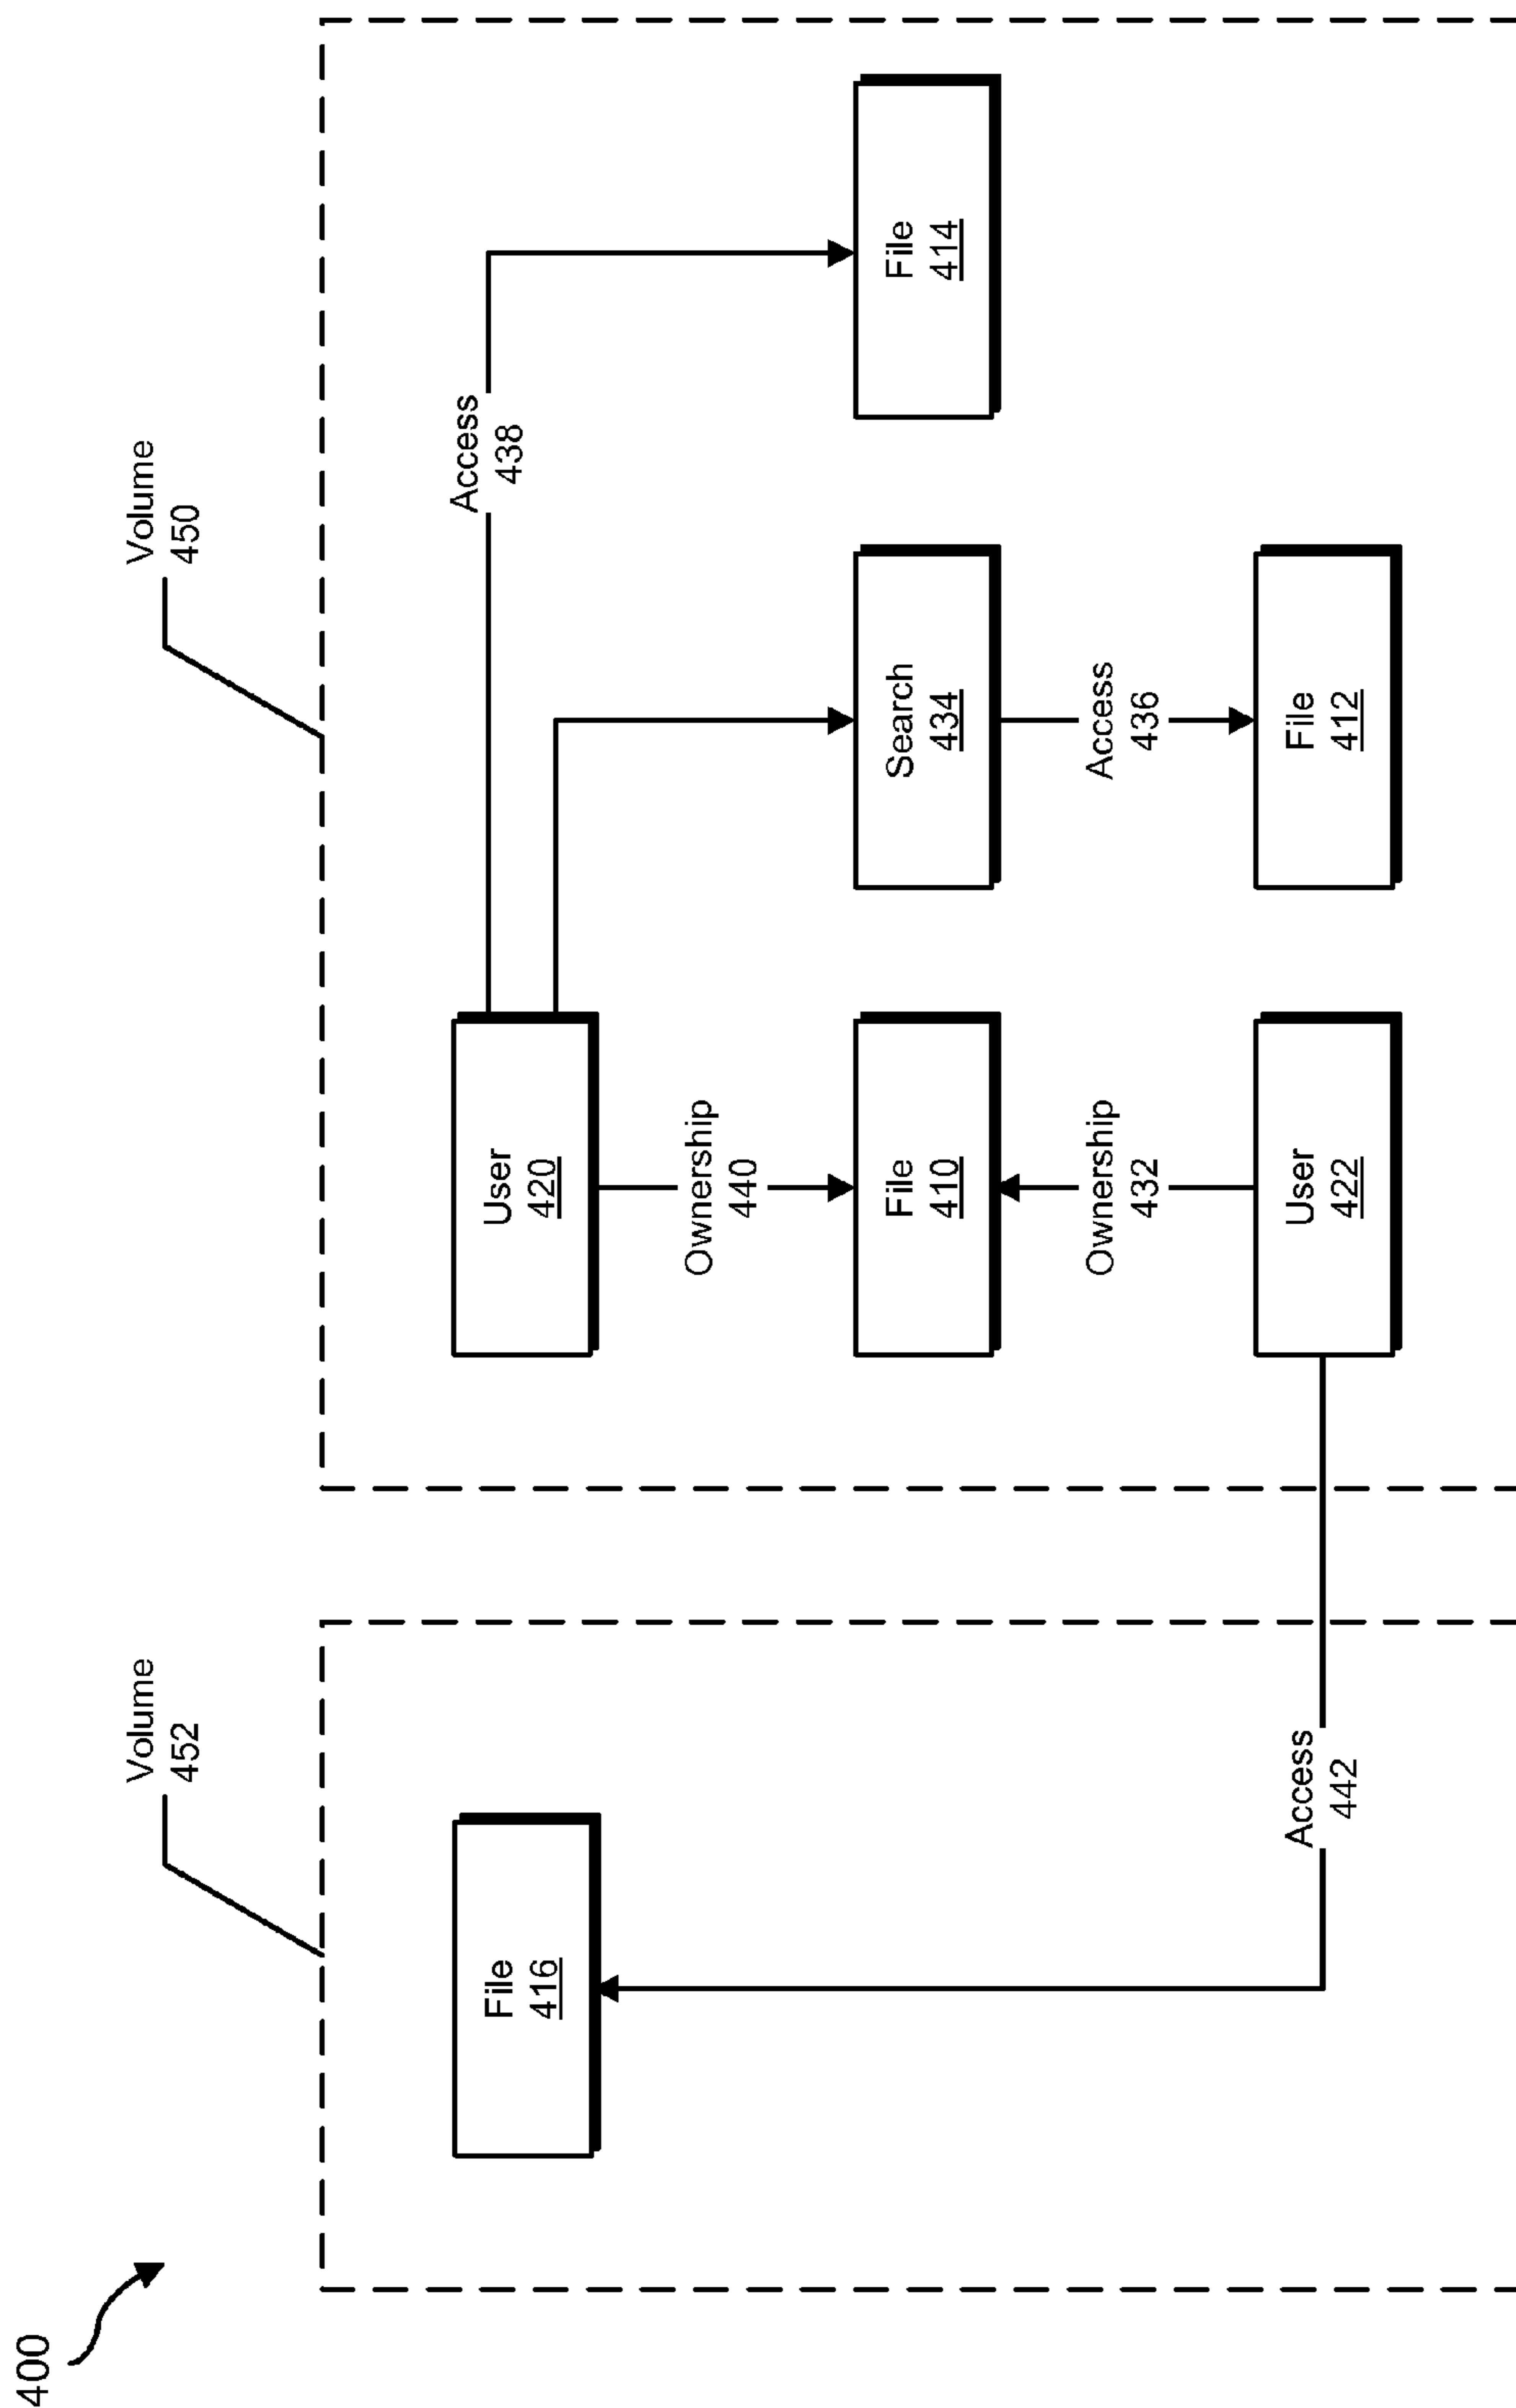 400
Volume
452
Volume
450
File
416
User
420
Access
438
Ownership
440
File
410
Search
434
File
414
Ownership
432
Access
436
Access
442
User
422
File
412